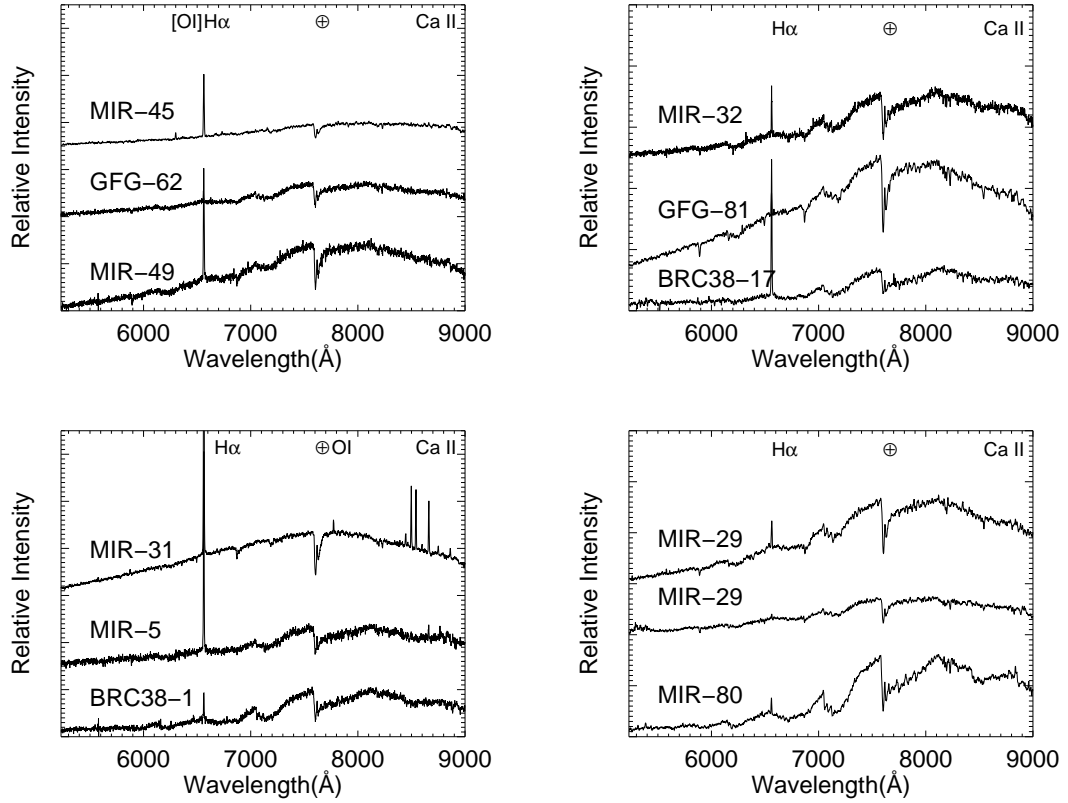 [OI]Hα ⊕ Ca II
MIR−45
GFG−62
MIR−49
Relative Intensity
6000 7000 8000 9000
Wavelength(Å)
Hα ⊕ Ca II
MIR−32
GFG−81
BRC38−17
Relative Intensity
6000 7000 8000 9000
Wavelength(Å)
Hα ⊕OI Ca II
MIR−31
MIR−5
BRC38−1
Relative Intensity
6000 7000 8000 9000
Wavelength(Å)
Hα ⊕ Ca II
MIR−29
MIR−29
MIR−80
Relative Intensity
6000 7000 8000 9000
Wavelength(Å)